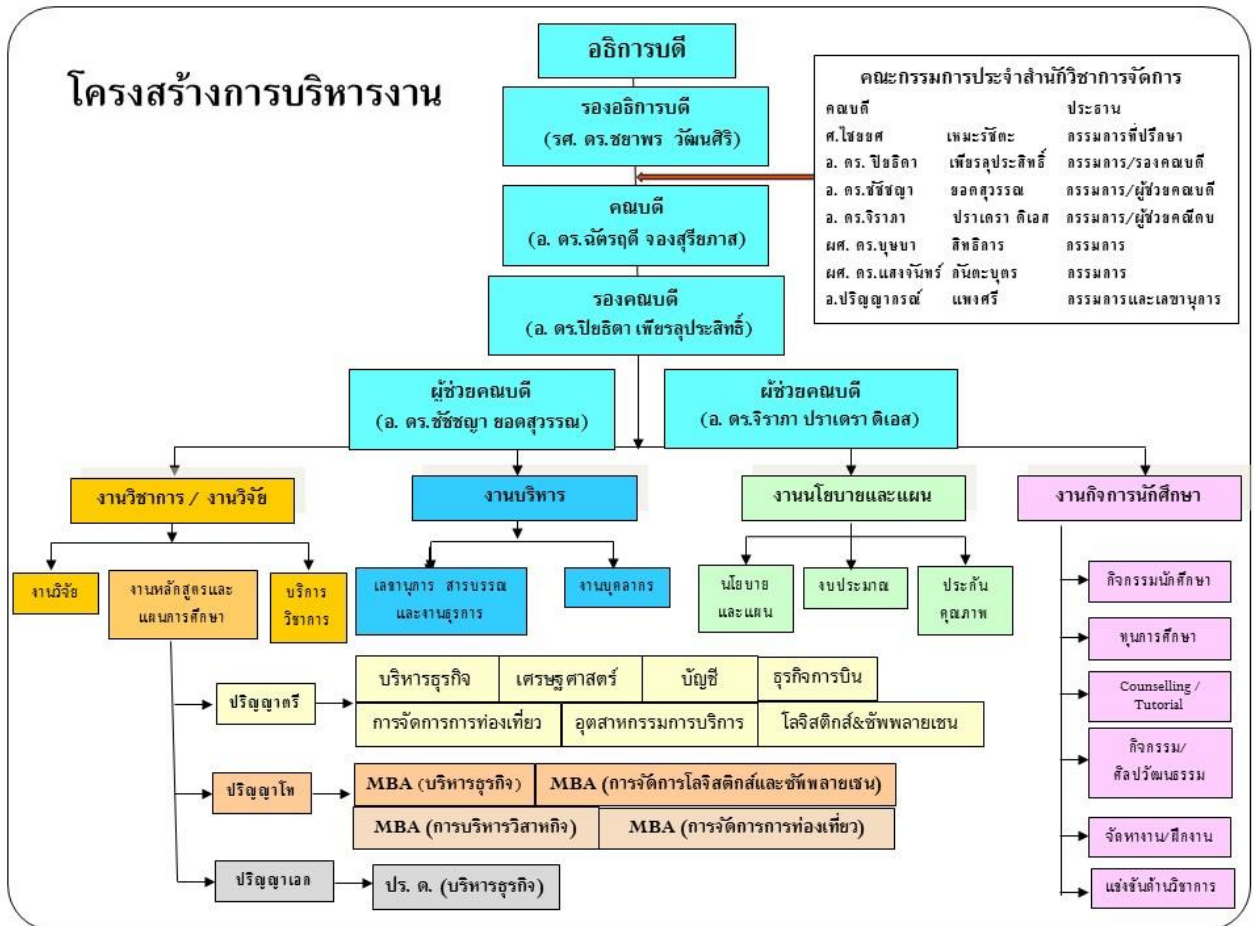 โครงสร้างการบริหารงาน
อธิการบดี
รองอธิการบดี
(รศ. ดร.ชยาพร วัฒนศิริ)
คณะกรรมการประจำสำนักวิชาการจัดการ
คณบดี ประธาน
ศ.ไชยยศ เหมะรัชตะ กรรมการที่ปรึกษา
อ. ดร. ปิยธิดา เพียรลุประสิทธิ์ กรรมการ/รองคณบดี
อ. ดร.ชัชชญา ยอดสุวรรณ กรรมการ/ผู้ช่วยคณบดี
อ. ดร.จิราภา ปราเดรา ดิเอส กรรมการ/ผู้ช่วยคณีดบ
ผศ. ดร.บุษบา สิทธิการ กรรมการ
ผศ. ดร.แสงจันทร์ กันตะบุตร กรรมการ
อ.ปริญญากรณ์ แพงศรี กรรมการและเลขานุการ
คณบดี
(อ. ดร.ฉัตรฤดี จองสุรียภาส)
รองคณบดี
(อ. ดร.ปิยธิดา เพียรลุประสิทธิ์)
ผู้ช่วยคณบดี
(อ. ดร.ชัชชญา ยอดสุวรรณ)
ผู้ช่วยคณบดี
(อ. ดร.จิราภา ปราเดรา ดิเอส)
งานวิชาการ / งานวิจัย
งานบริหาร
งานนโยบายและแผน
งานกิจการนักศึกษา
งานวิจัย
งานหลักสูตรและ
แผนการศึกษา
บริการ
วิชาการ
เลขานุการ สารบรรณ
และงานธุรการ
งานบุคลากร
นโยบาย
และแผน
งบประมาณ
ประกัน
คุณภาพ
กิจกรรมนักศึกษา
ทุนการศึกษา
Counselling /
Tutorial
กิจกรรม/
ศิลปวัฒนธรรม
จัดหางาน/ฝึกงาน
แข่งขันด้านวิชาการ
ปริญญาตรี
บริหารธุรกิจ เศรษฐศาสตร์ บัญชี ธุรกิจการบิน
การจัดการการท่องเที่ยว อุตสาหกรรมการบริการ โลจิสติกส์&ซัพพลายเชน
ปริญญาโท
MBA (บริหารธุรกิจ) MBA (การจัดการโลจิสติกส์และซัพพลายเชน)
MBA (การบริหารวิสาหกิจ) MBA (การจัดการการท่องเที่ยว)
ปริญญาเอก
ปร. ด. (บริหารธุรกิจ)